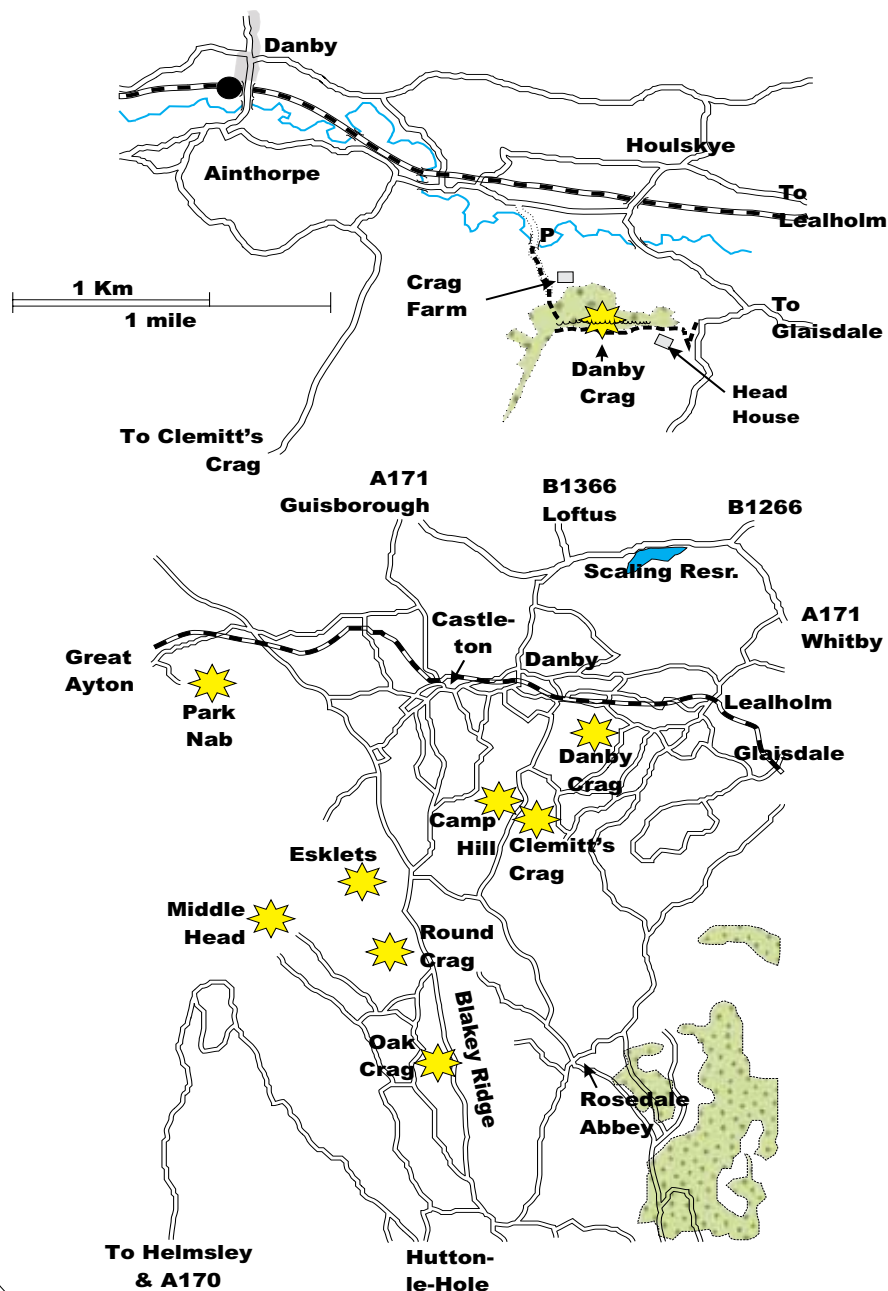 Danby
Houlskye
Ainthorpe
To
Lealholm
P
Crag
Farm
1 Km
1 mile
To
Glaisdale
Danby
Crag
Head
House
To Clemitt's
Crag
A171
Guisborough
B1366
Loftus
B1266
Scaling Resr.
Castle-
ton
A171
Whitby
Great
Ayton
Danby
Lealholm
Park
Nab
Glaisdale
Danby
Crag
Camp
Hill
Clemitt's
Crag
Esklets
Middle
Head
Round
Crag
Blakey Ridge
Oak
Crag
Rosedale
Abbey
To Helmsley
& A170
Hutton-
le-Hole